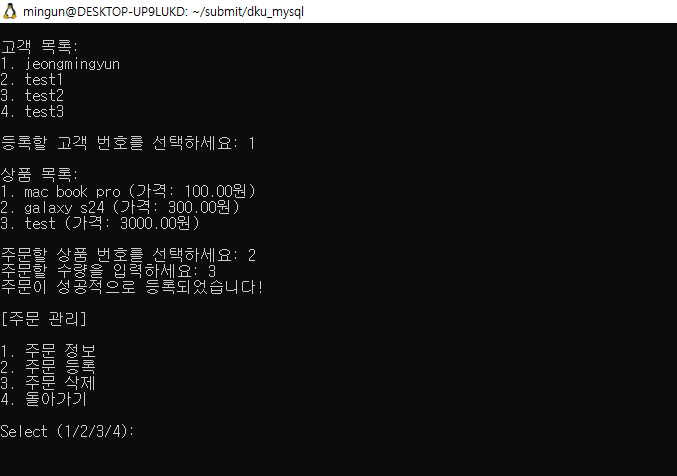 mingun@DESKTOP-UP9LUKD: ~/submit/dku_mysql
고객 목록:
1. jeongmingyun
2. test1
3. test2
4. test3
등록할 고객 번호를 선택하세요: 1
상품 목록:
1. mac book pro (가격: 100.00원)
2. galaxy s24 (가격: 300.00원)
3. test (가격: 3000.00원)
주문할 상품 번호를 선택하세요: 2
주문할 수량을 입력하세요: 3
주문이 성공적으로 등록되었습니다!
[주문 관리]
1. 주문 정보
2. 주문 등록
3. 주문 삭제
4. 돌아가기
Select (1/2/3/4):